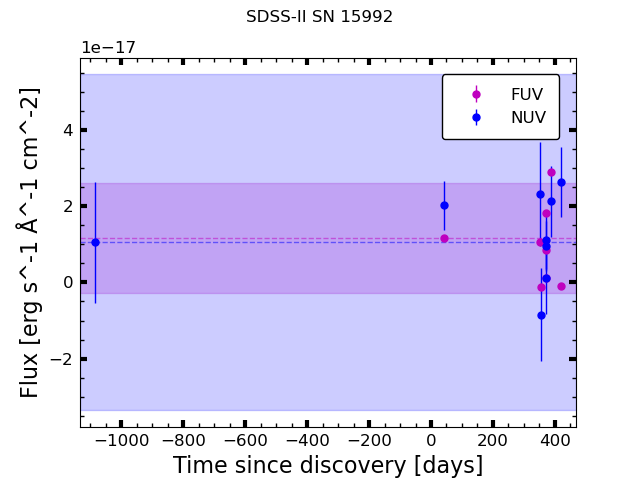 SDSS-II SN 15992
1e−17
FUV
NUV
4
2
0
−2
Flux [erg s^-1 Å^-1 cm^-2]
−1000 −800 −600 −400 −200 0 200 400
Time since discovery [days]